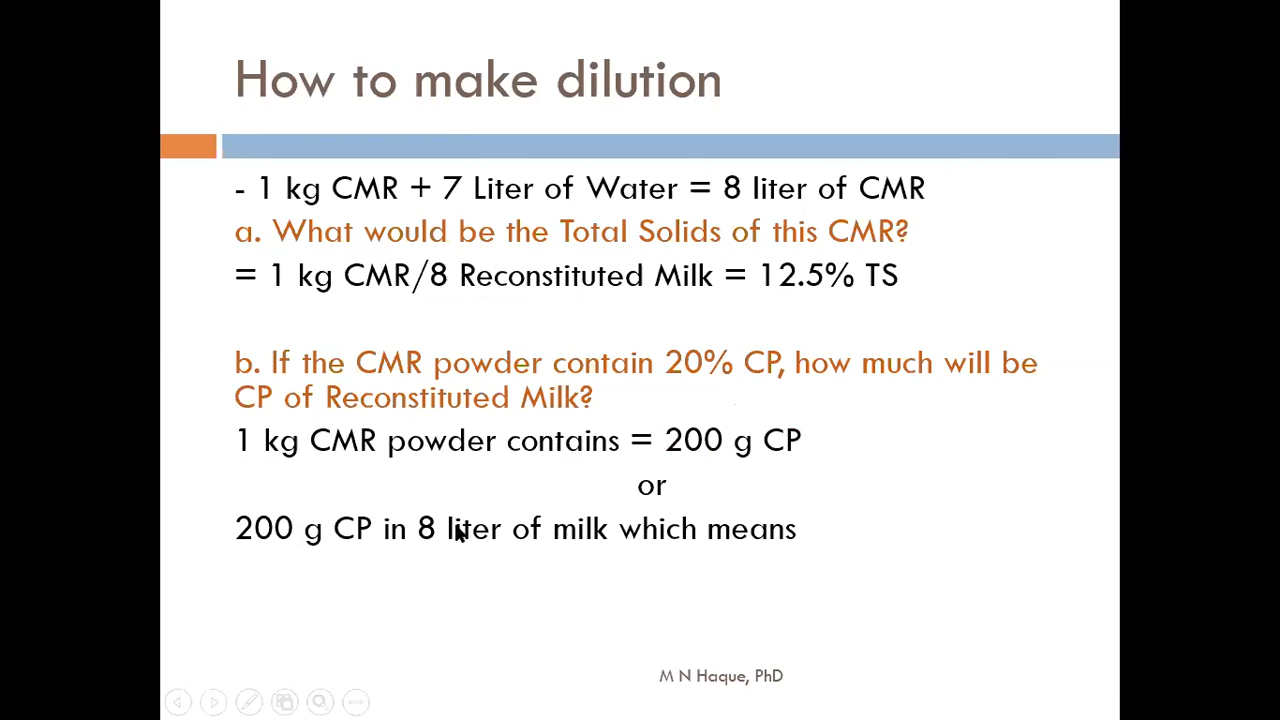 How to make dilution
- 1 kg CMR + 7 Liter of Water = 8 liter of CMR
a. What would be the Total Solids of this CMR?
= 1 kg CMR/8 Reconstituted Milk = 12.5% TS
b. If the CMR powder contain 20% CP, how much will be
CP of Reconstituted Milk?
1 kg CMR powder contains = 200 g CP
or
200 g CP in 8 liter of milk which means
M N Haque, PhD